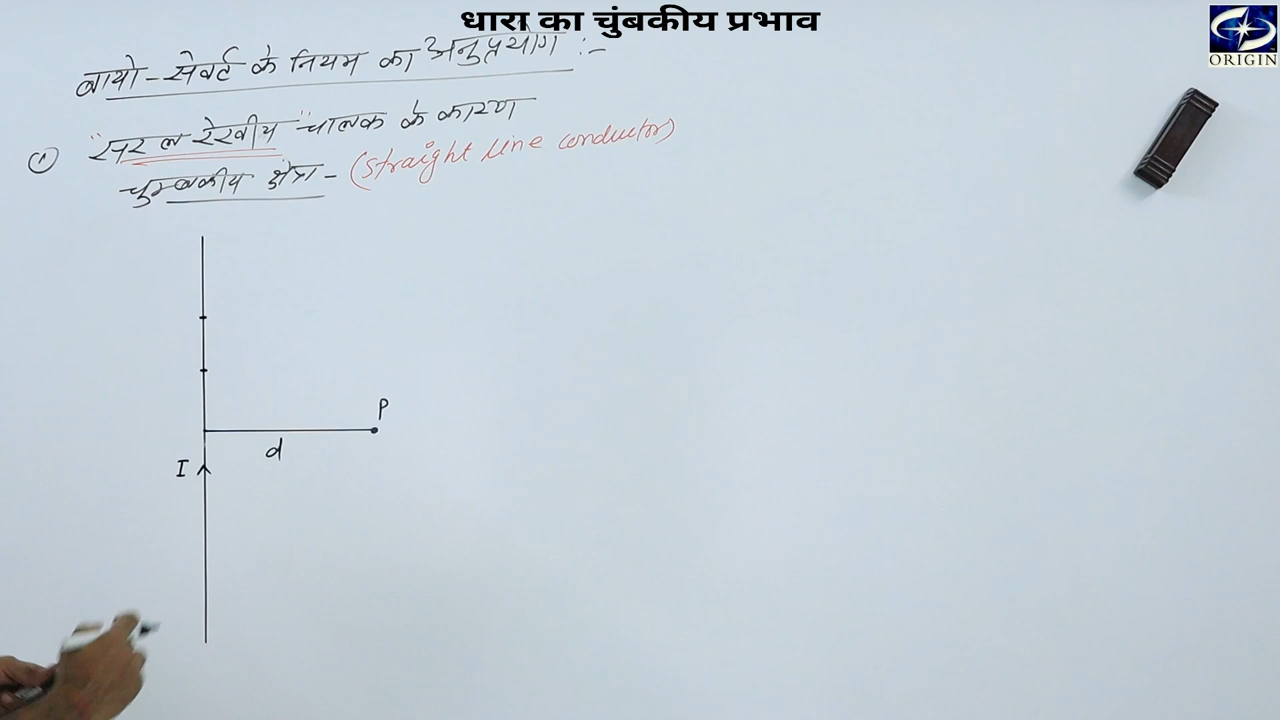 धारा का चुंबकीय प्रभाव
ORIGIN
बायो-सेवर्ट के नियम का अनुप्रयोग :-
① "सरल रेखीय" चालक के कारण
चुम्बकीय क्षेत्र - (straight line conductor)
P
d
I